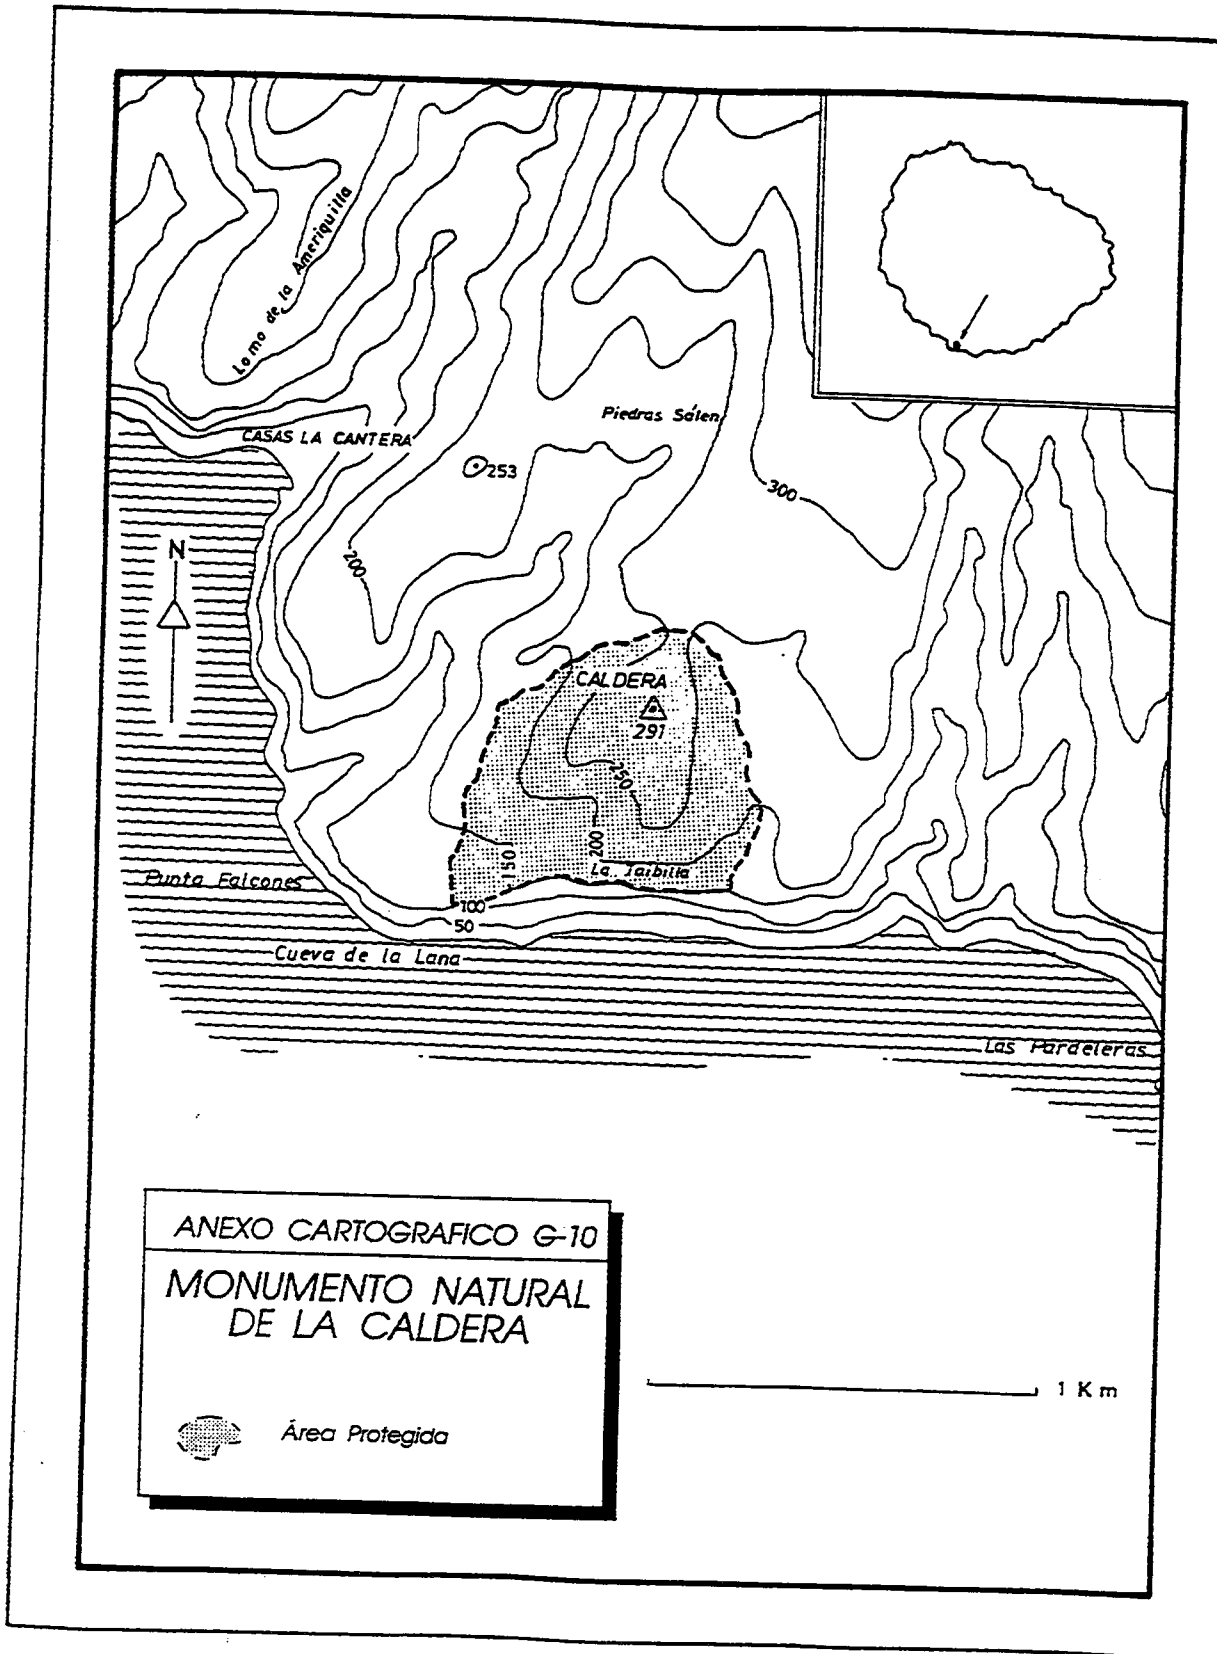 Lomo de la Ameriquilla
CASAS LA CANTERA
253
Piedras Sálen
300
N
200
CALDERA
291
250
200
150
La Jaibilla
Punta Falcones
100
50
Cueva de la Lana
Las Pardeleras
ANEXO CARTOGRAFICO G-10
MONUMENTO NATURAL
DE LA CALDERA
Área Protegida
1 Km